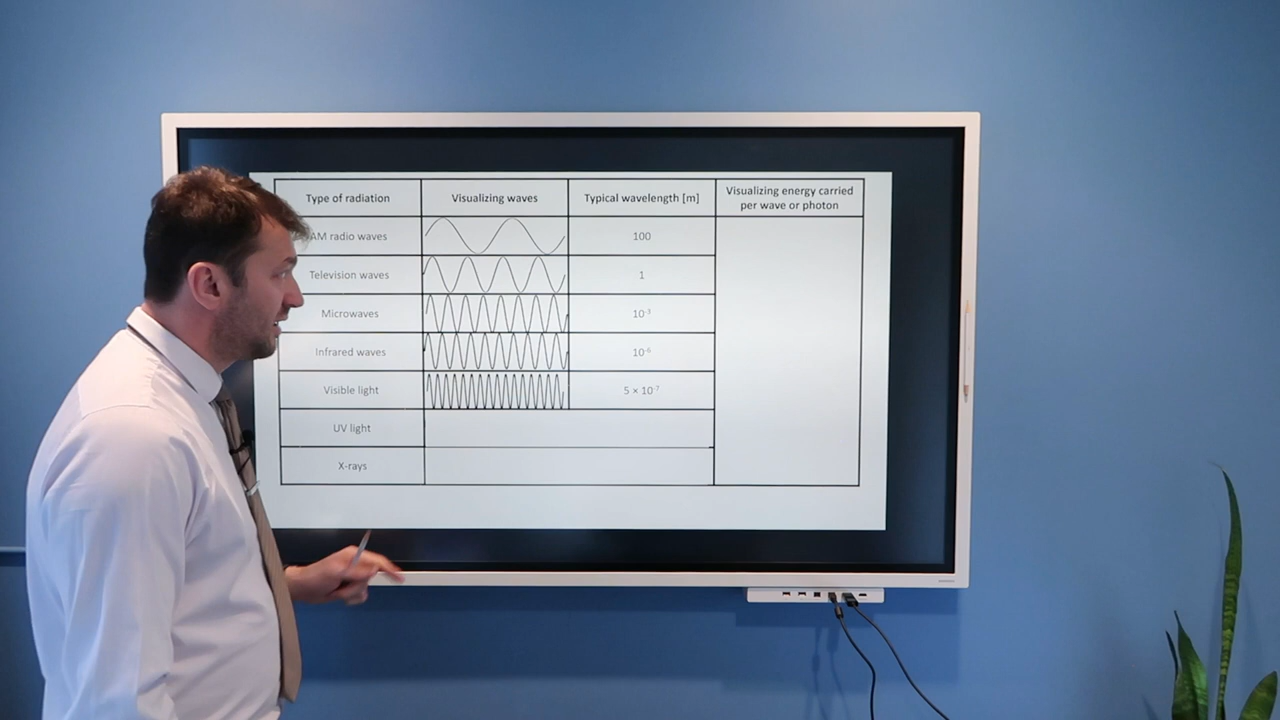 Type of radiation
Visualizing waves
Typical wavelength [m]
Visualizing energy carried
per wave or photon
AM radio waves
100
Television waves
1
Microwaves
10⁻³
Infrared waves
10⁻⁶
Visible light
5 × 10⁻⁷
UV light
X-rays